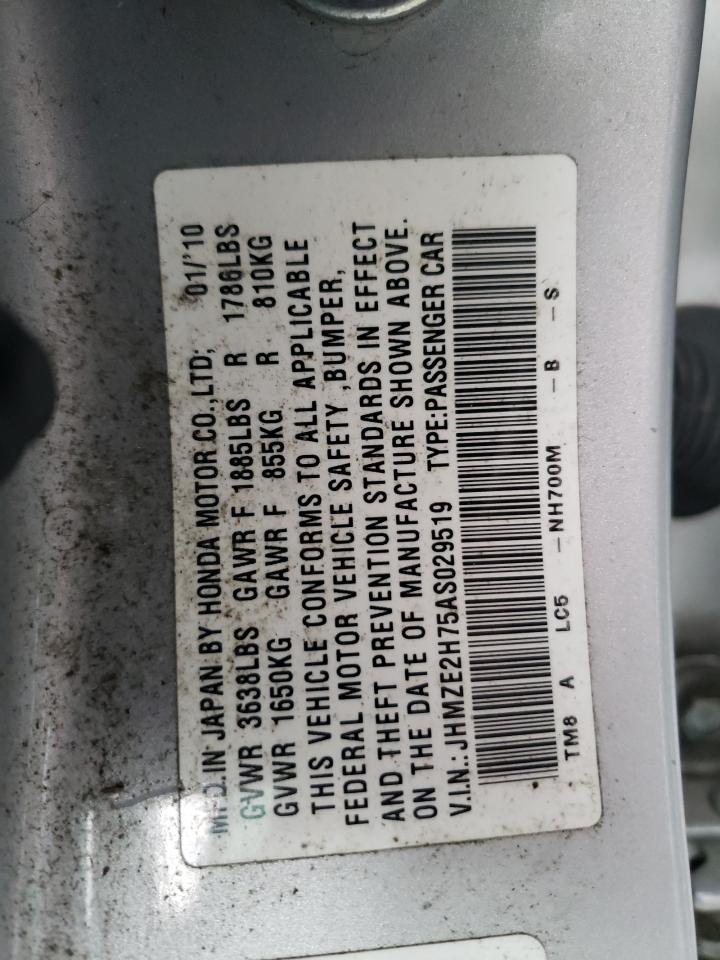 MFD. IN JAPAN BY HONDA MOTOR CO., LTD; 01/'10
GVWR 3638LBS GAWR F 1885LBS R 1786LBS
GVWR 1650KG GAWR F 855KG R 810KG
THIS VEHICLE CONFORMS TO ALL APPLICABLE
FEDERAL MOTOR VEHICLE SAFETY ,BUMPER,
AND THEFT PREVENTION STANDARDS IN EFFECT
ON THE DATE OF MANUFACTURE SHOWN ABOVE.
V.I.N.: JHMZE2H75AS029519 TYPE:PASSENGER CAR
TM8 A LC5 – NH700M – B – S